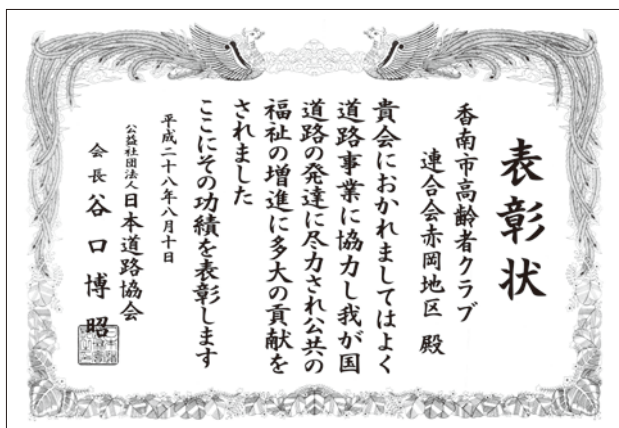 表彰状
香南市高齢者クラブ
連合会赤岡地区 殿
貴会におかれましてはよく
道路事業に協力し我が国
道路の発達に尽力され公共の
福祉の増進に多大の貢献を
されました
ここにその功績を表彰します
平成二十八年八月十日
公益社団法人日本道路協会
会長 谷口博昭